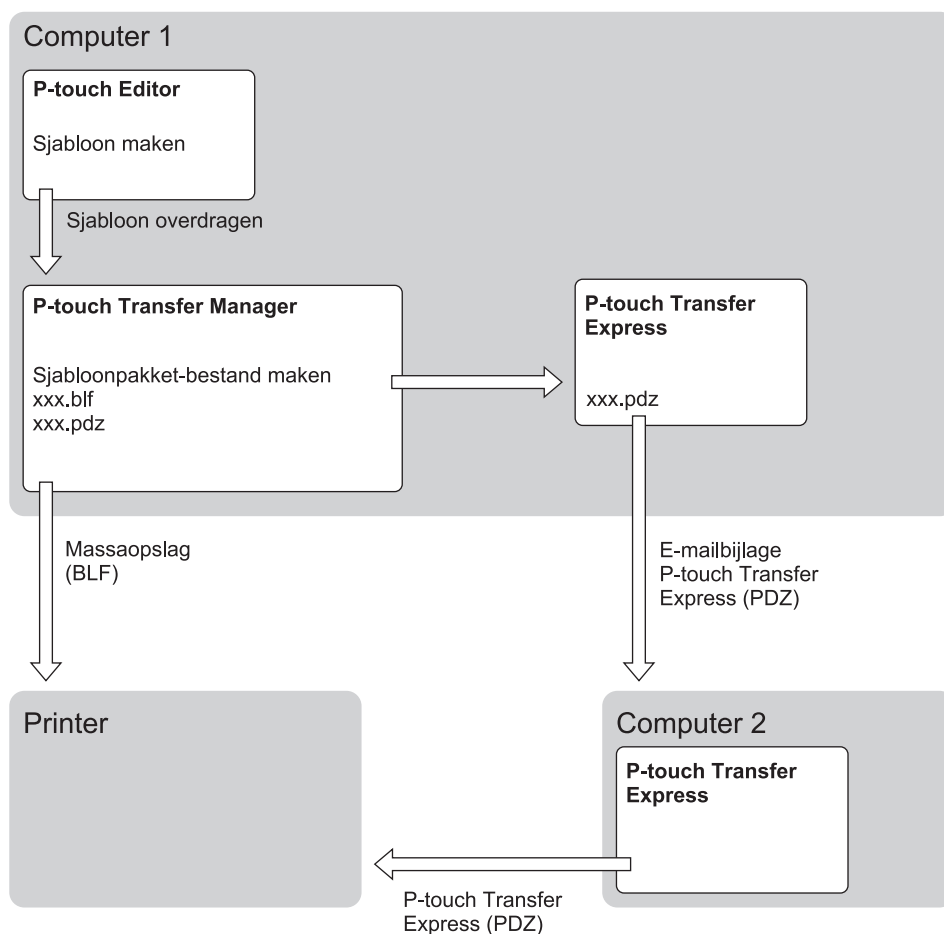 Computer 1
P-touch Editor
Sjabloon maken
Sjabloon overdragen
P-touch Transfer Manager
Sjabloonpakket-bestand maken
xxx.blf
xxx.pdz
P-touch Transfer
Express
xxx.pdz
Massaopslag
(BLF)
E-mailbijlage
P-touch Transfer
Express (PDZ)
Printer
Computer 2
P-touch Transfer
Express
P-touch Transfer
Express (PDZ)